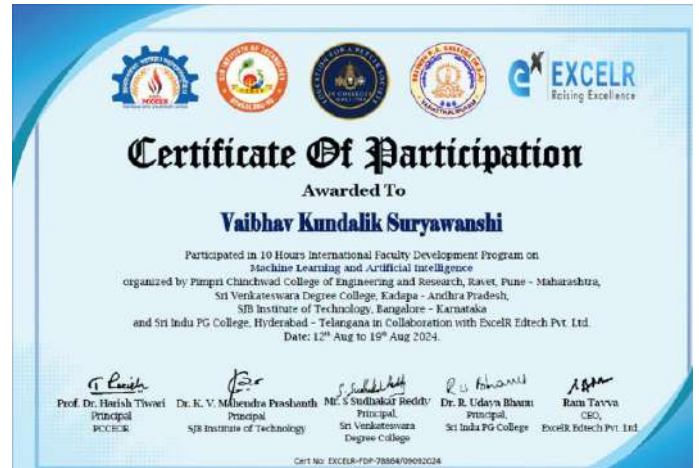 EXCELR
Raising Excellence
Certificate Of Participation
Awarded To
Vaibhav Kundalik Suryawanshi
Participated in 10 Hours International Faculty Development Program on
Machine Learning and Artificial Intelligence
organized by Pimpri Chinchwad College of Engineering and Research, Ravet, Pune - Maharashtra,
Sri Venkateswara Degree College, Kadapa - Andhra Pradesh,
SJB Institute of Technology, Bangalore - Karnataka
and Sri Indu PG College, Hyderabad - Telangana in Collaboration with ExcelR Edtech Pvt. Ltd.
Date: 12th Aug to 19th Aug 2024.
Prof. Dr. Harish Tiwari
Principal
PCCEOR
Dr. K. V. Mahendra Prashanth
Principal
SJB Institute of Technology
Mr. S Sudhakar Reddy
Principal,
Sri Venkateswara
Degree College
Dr. R. Udaya Bhanu
Principal,
Sri Indu PG College
Ram Tavva
CEO,
ExcelR Edtech Pvt. Ltd.
Cert No: EXCELR-FDP-78864/09092024